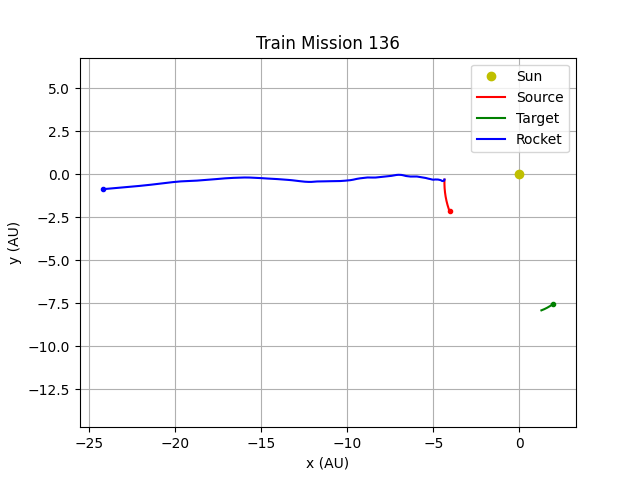 Train Mission 136
Sun
Source
Target
Rocket
5.0
2.5
0.0
−2.5
−5.0
−7.5
−10.0
−12.5
y (AU)
−25
−20
−15
−10
−5
0
x (AU)